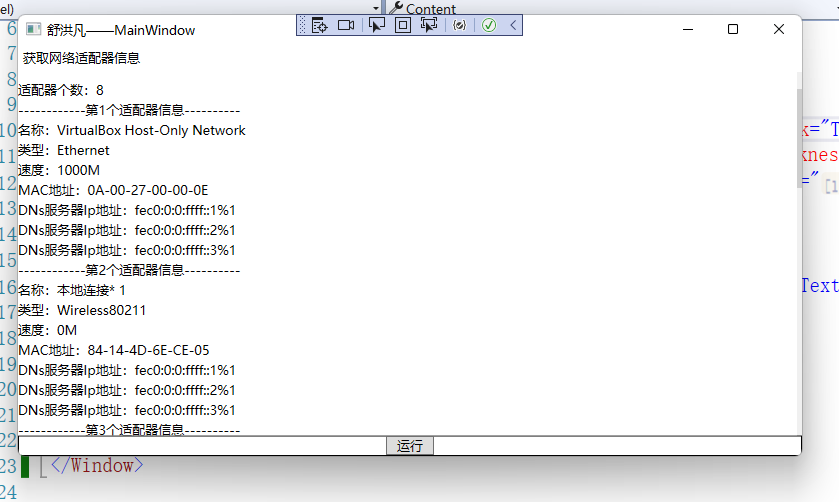 el)
Content
舒洪凡——MainWindow
获取网络适配器信息
适配器个数：8
------------第1个适配器信息----------
名称：VirtualBox Host-Only Network
类型：Ethernet
速度：1000M
MAC地址：0A-00-27-00-00-0E
DNs服务器Ip地址：fec0:0:0:ffff::1%1
DNs服务器Ip地址：fec0:0:0:ffff::2%1
DNs服务器Ip地址：fec0:0:0:ffff::3%1
------------第2个适配器信息----------
名称：本地连接* 1
类型：Wireless80211
速度：0M
MAC地址：84-14-4D-6E-CE-05
DNs服务器Ip地址：fec0:0:0:ffff::1%1
DNs服务器Ip地址：fec0:0:0:ffff::2%1
DNs服务器Ip地址：fec0:0:0:ffff::3%1
------------第3个适配器信息----------
运行
6
7
8
9
10
11
12
13
14
15
16
17
18
19
20
21
22
23 </Window>
24
k="T
knes
="
Text